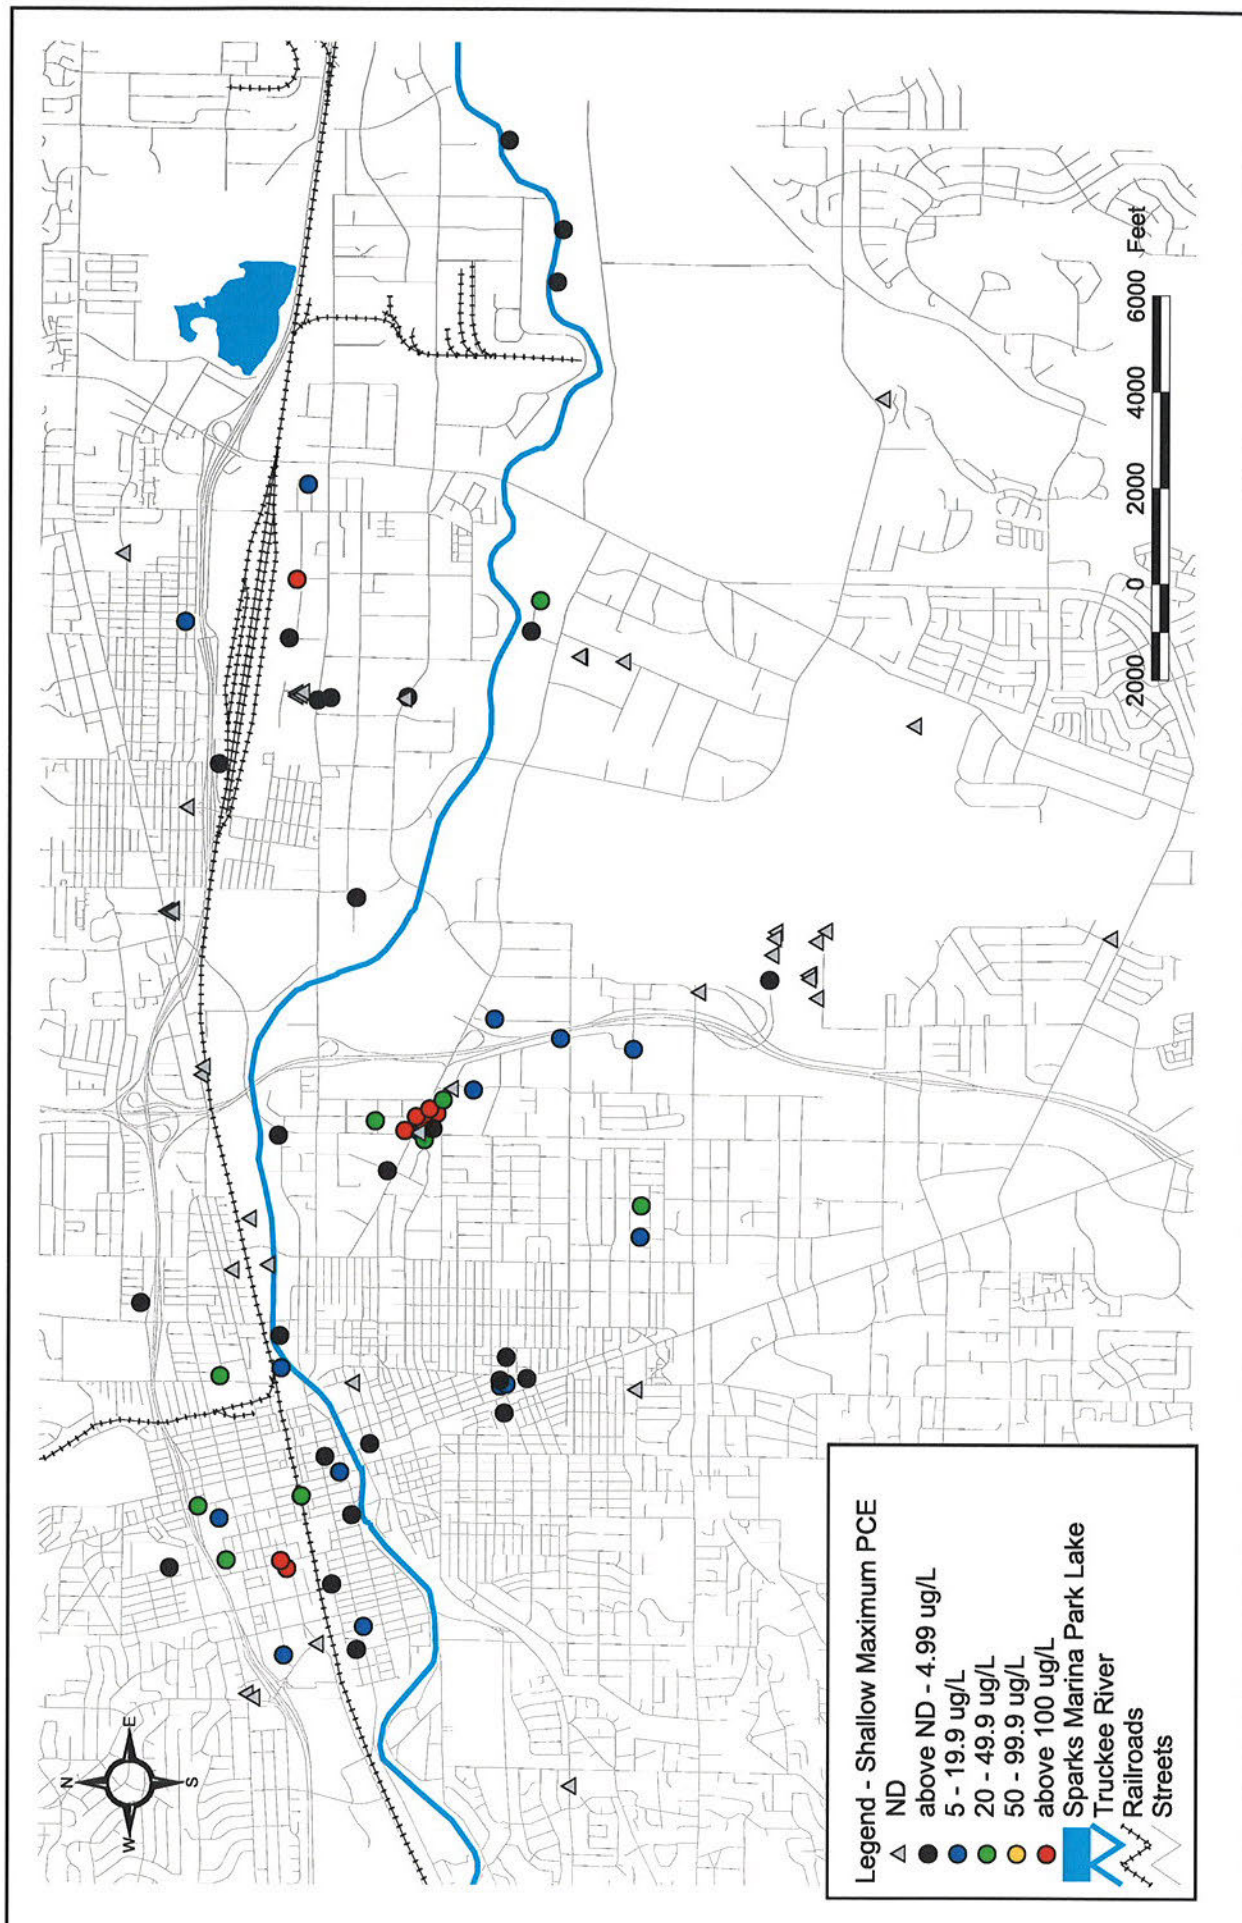 N
W
E
S
Legend - Shallow Maximum PCE
ND
above ND - 4.99 ug/L
5 - 19.9 ug/L
20 - 49.9 ug/L
50 - 99.9 ug/L
above 100 ug/L
Sparks Marina Park Lake
Truckee River
Railroads
Streets
2000 0 2000 4000 6000 Feet